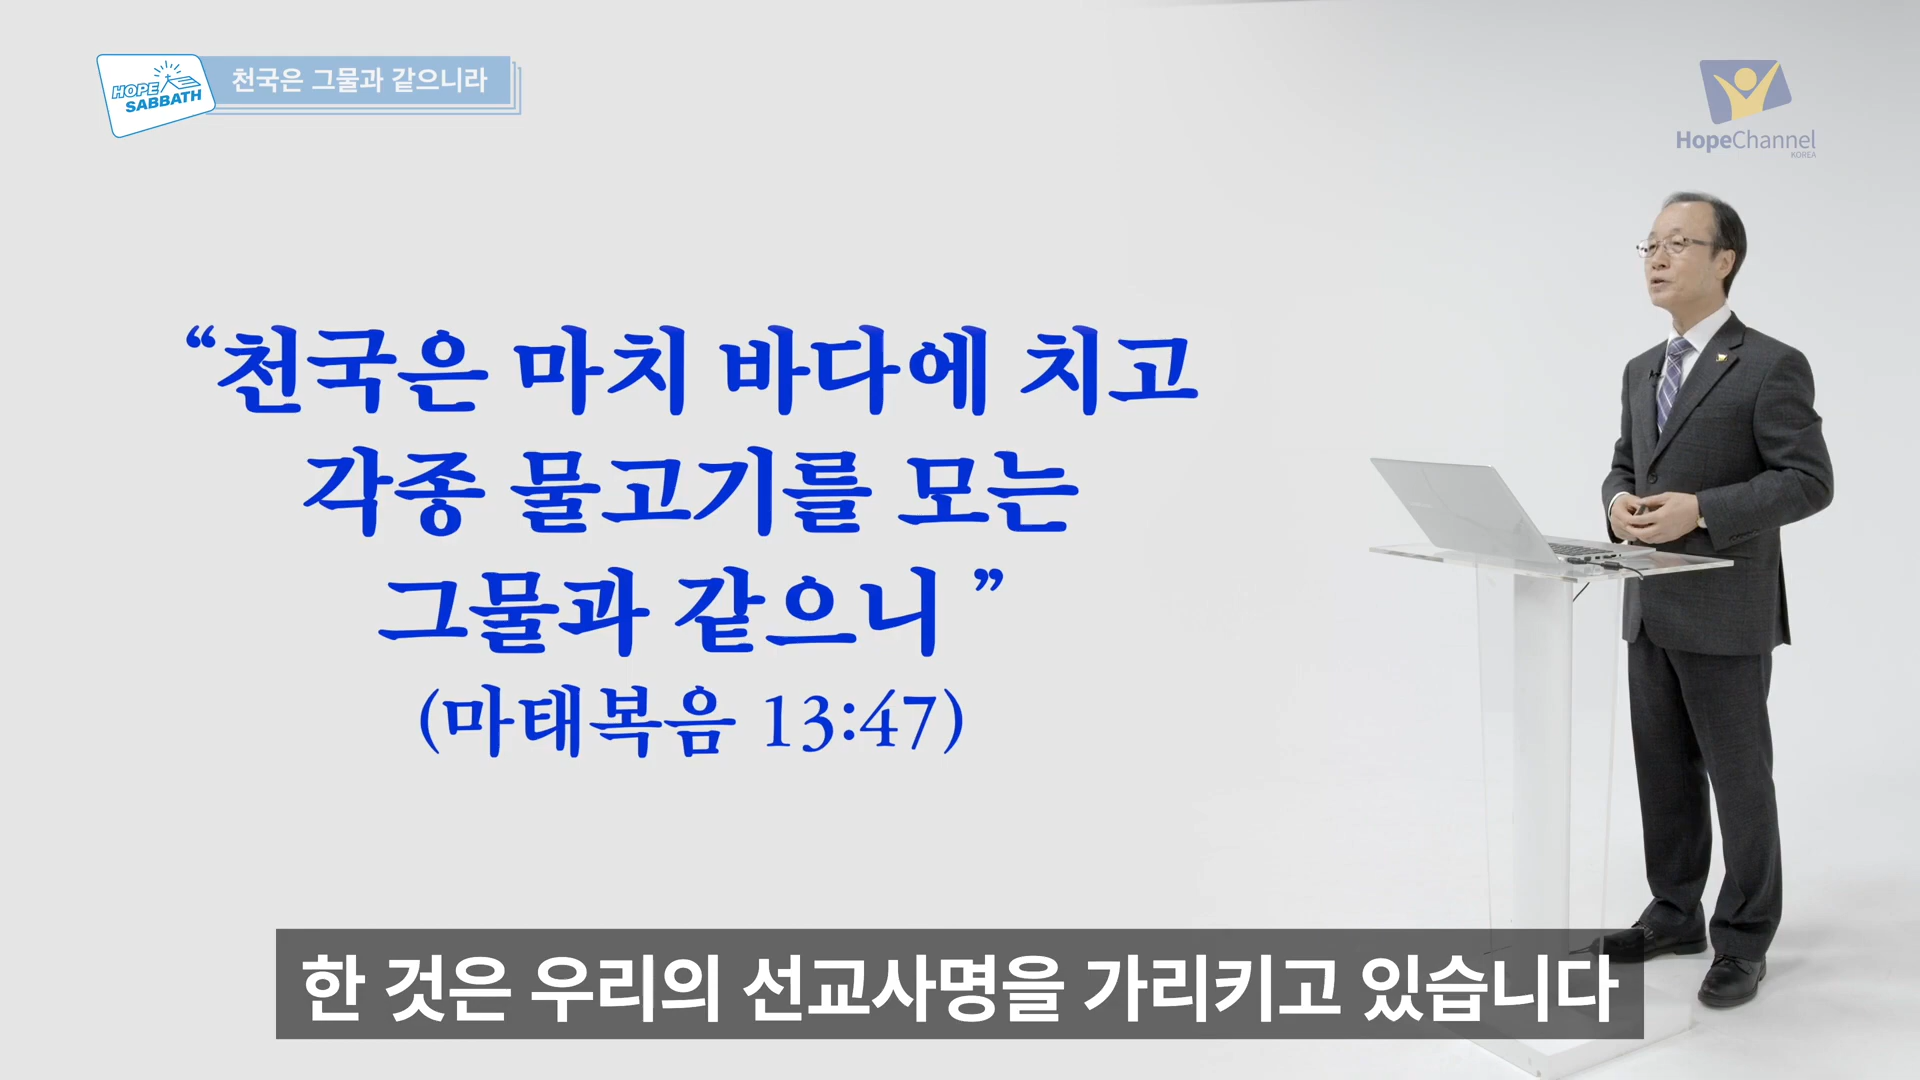 HOPE
SABBATH
천국은 그물과 같으니라
HopeChannel
KOREA
“천국은 마치 바다에 치고
각종 물고기를 모는
그물과 같으니 ”
(마태복음 13:47)
한 것은 우리의 선교사명을 가리키고 있습니다